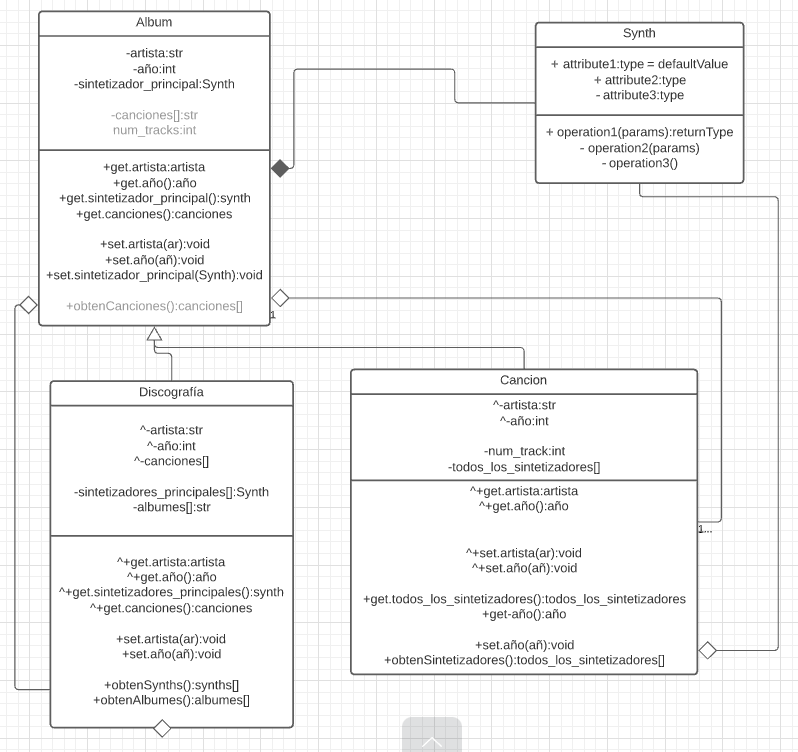 Album
-artista:str
-año:int
-sintetizador_principal:Synth
-canciones[]:str
num_tracks:int
+get.artista:artista
+get.año():año
+get.sintetizador_principal():synth
+get.canciones():canciones
+set.artista(ar):void
+set.año(añ):void
+set.sintetizador_principal(Synth):void
+obtenCanciones():canciones[]
1
Synth
+ attribute1:type = defaultValue
+ attribute2:type
- attribute3:type
+ operation1(params):returnType
- operation2(params)
- operation3()
Discografía
^-artista:str
^-año:int
^-canciones[]
-sintetizadores_principales[]:Synth
-albumes[]:str
^+get.artista:artista
^+get.año():año
^+get.sintetizadores_principales():synth
^+get.canciones():canciones
+set.artista(ar):void
+set.año(añ):void
+obtenSynths():synths[]
+obtenAlbumes():albumes[]
Cancion
^-artista:str
^-año:int
-num_track:int
-todos_los_sintetizadores[]
^+get.artista:artista
^+get.año():año
^+set.artista(ar):void
^+set.año(añ):void
+get.todos_los_sintetizadores():todos_los_sintetizadores
+get-año():año
+set.año(añ):void
+obtenSintetizadores():todos_los_sintetizadores[]
1...